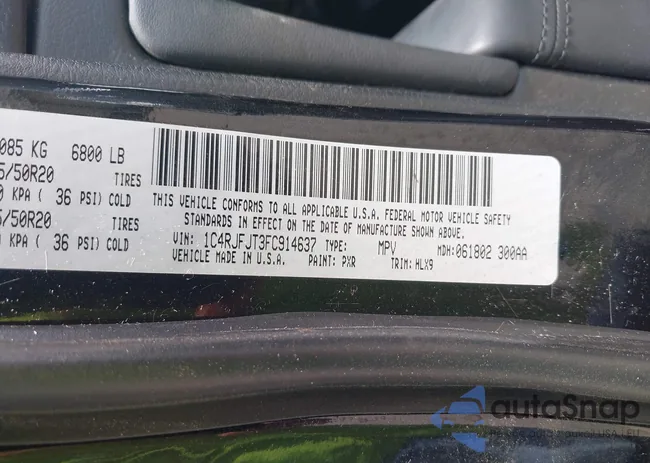 085 KG 6800 LB
5/50R20 TIRES
0 KPA ( 36 PSI) COLD
5/50R20 TIRES
KPA ( 36 PSI) COLD
THIS VEHICLE CONFORMS TO ALL APPLICABLE U.S.A. FEDERAL MOTOR VEHICLE SAFETY
STANDARDS IN EFFECT ON THE DATE OF MANUFACTURE SHOWN ABOVE.
VIN: 1C4RJFJT3FC914637 TYPE: MPV MDH: 061802 300AA
VEHICLE MADE IN U.S.A. PAINT: PXR TRIM: HLX9
autoSnap